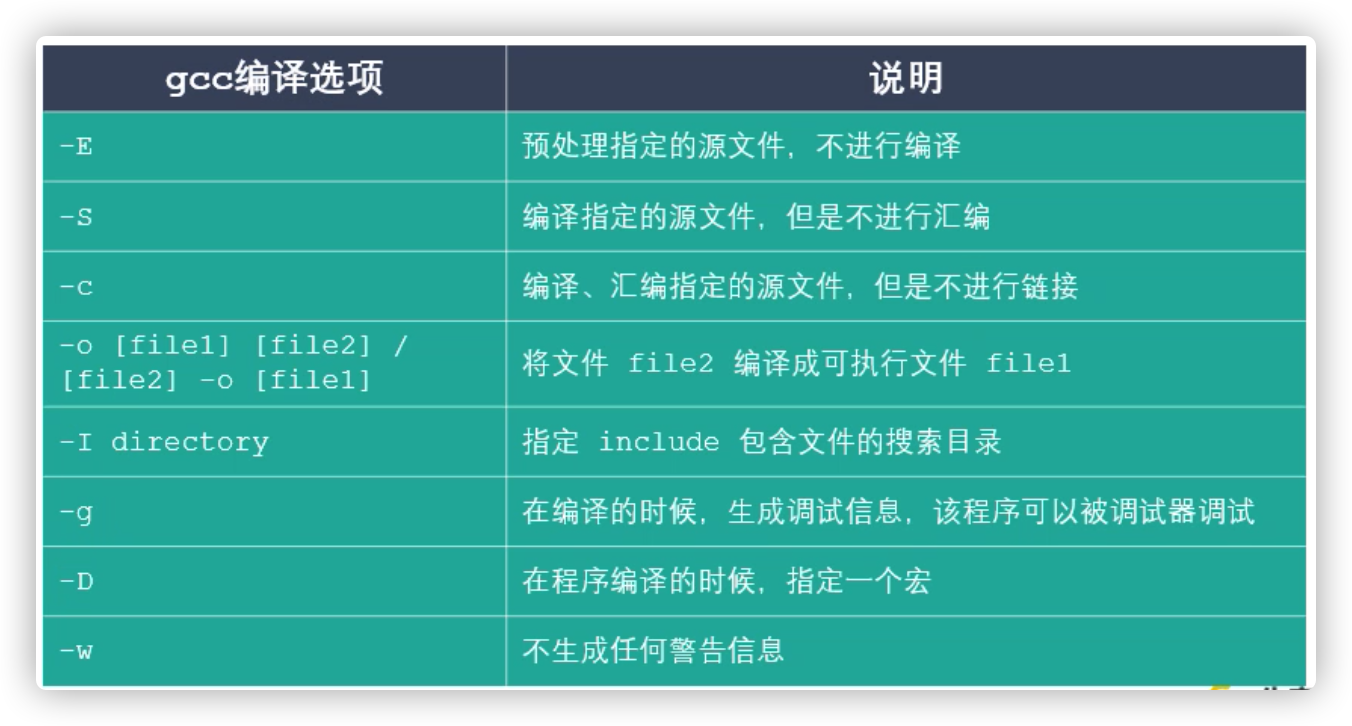 gcc编译选项
说明
-E
预处理指定的源文件，不进行编译
-S
编译指定的源文件，但是不进行汇编
-c
编译、汇编指定的源文件，但是不进行链接
-o [file1] [file2] /
[file2] -o [file1]
将文件 file2 编译成可执行文件 file1
-I directory
指定 include 包含文件的搜索目录
-g
在编译的时候，生成调试信息，该程序可以被调试器调试
-D
在程序编译的时候，指定一个宏
-w
不生成任何警告信息